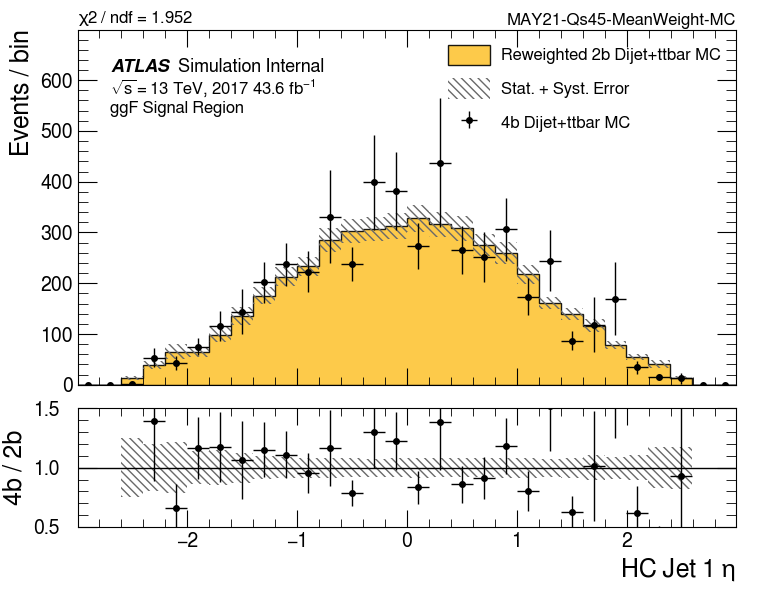 χ2 / ndf = 1.952
MAY21-Qs45-MeanWeight-MC
Events / bin
ATLAS Simulation Internal
√s = 13 TeV, 2017 43.6 fb⁻¹
ggF Signal Region
Reweighted 2b Dijet+ttbar MC
Stat. + Syst. Error
4b Dijet+ttbar MC
600
500
400
300
200
100
0
4b / 2b
1.5
1.0
0.5
−2 −1 0 1 2
HC Jet 1 η